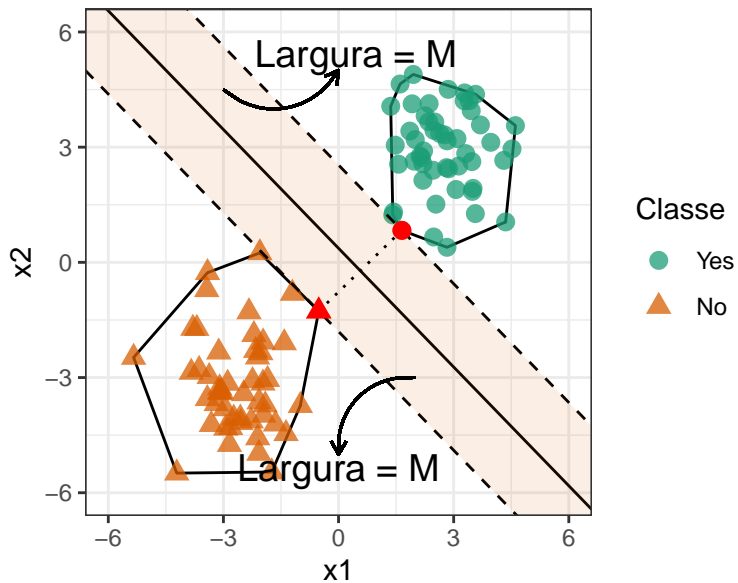 Largura = M
Largura = M
6
3
0
−3
−6
−6
−3
0
3
6
x1
x2
Classe
Yes
No